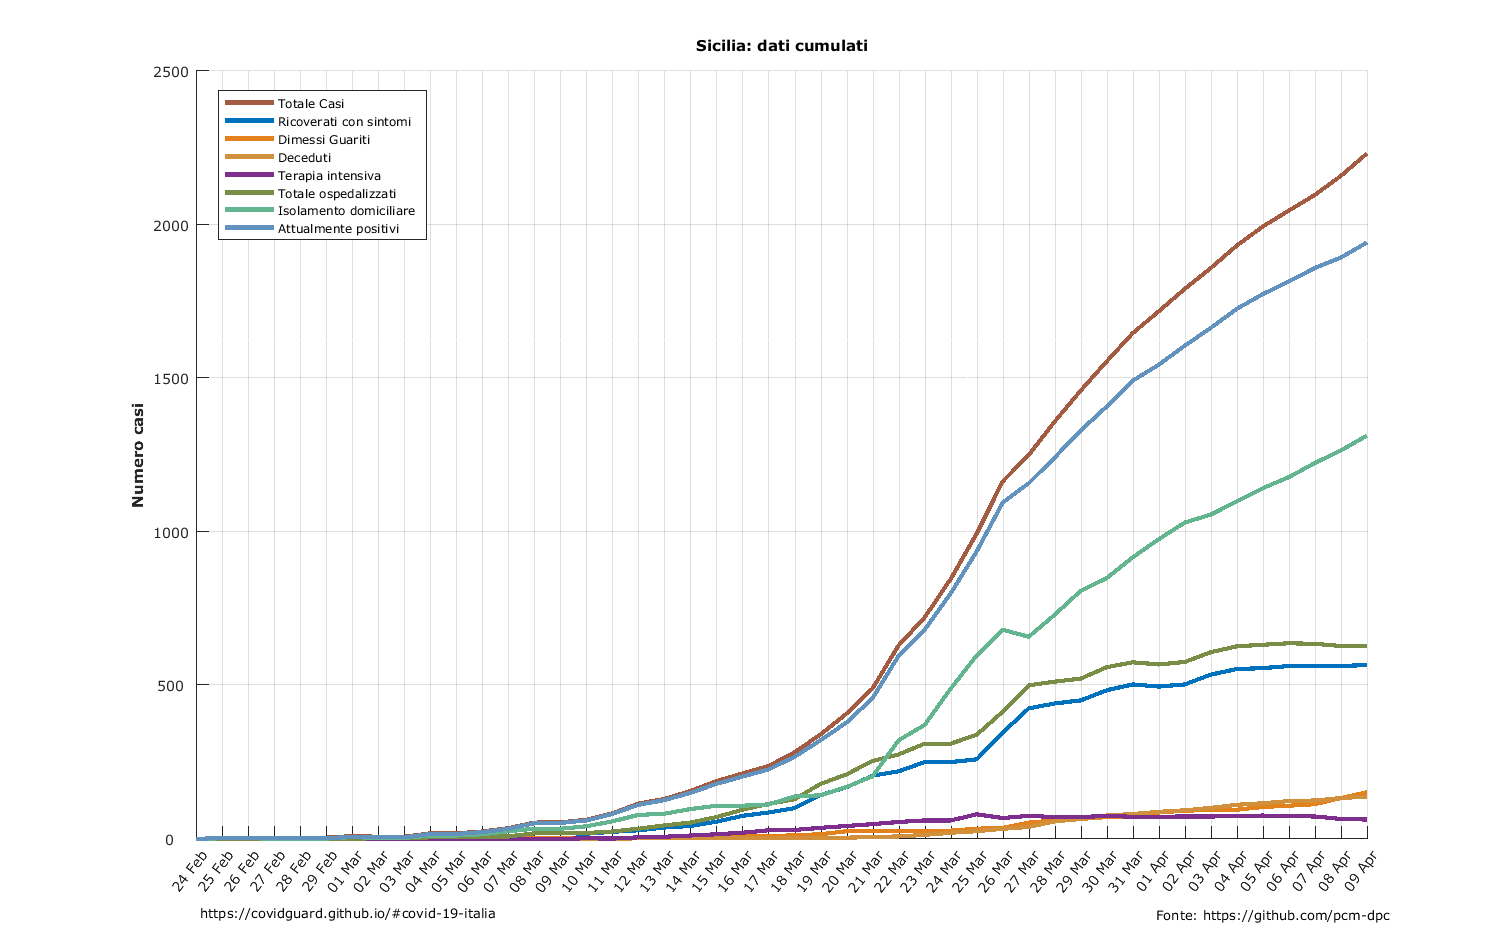 Sicilia: dati cumulati
2500
2000
1500
1000
500
0
Numero casi
Totale Casi
Ricoverati con sintomi
Dimessi Guariti
Deceduti
Terapia intensiva
Totale ospedalizzati
Isolamento domiciliare
Attualmente positivi
24 Feb
25 Feb
26 Feb
27 Feb
28 Feb
29 Feb
01 Mar
02 Mar
03 Mar
04 Mar
05 Mar
06 Mar
07 Mar
08 Mar
09 Mar
10 Mar
11 Mar
12 Mar
13 Mar
14 Mar
15 Mar
16 Mar
17 Mar
18 Mar
19 Mar
20 Mar
21 Mar
22 Mar
23 Mar
24 Mar
25 Mar
26 Mar
27 Mar
28 Mar
29 Mar
30 Mar
31 Mar
01 Apr
02 Apr
03 Apr
04 Apr
05 Apr
06 Apr
07 Apr
08 Apr
09 Apr
https://covidguard.github.io/#covid-19-italia
Fonte: https://github.com/pcm-dpc